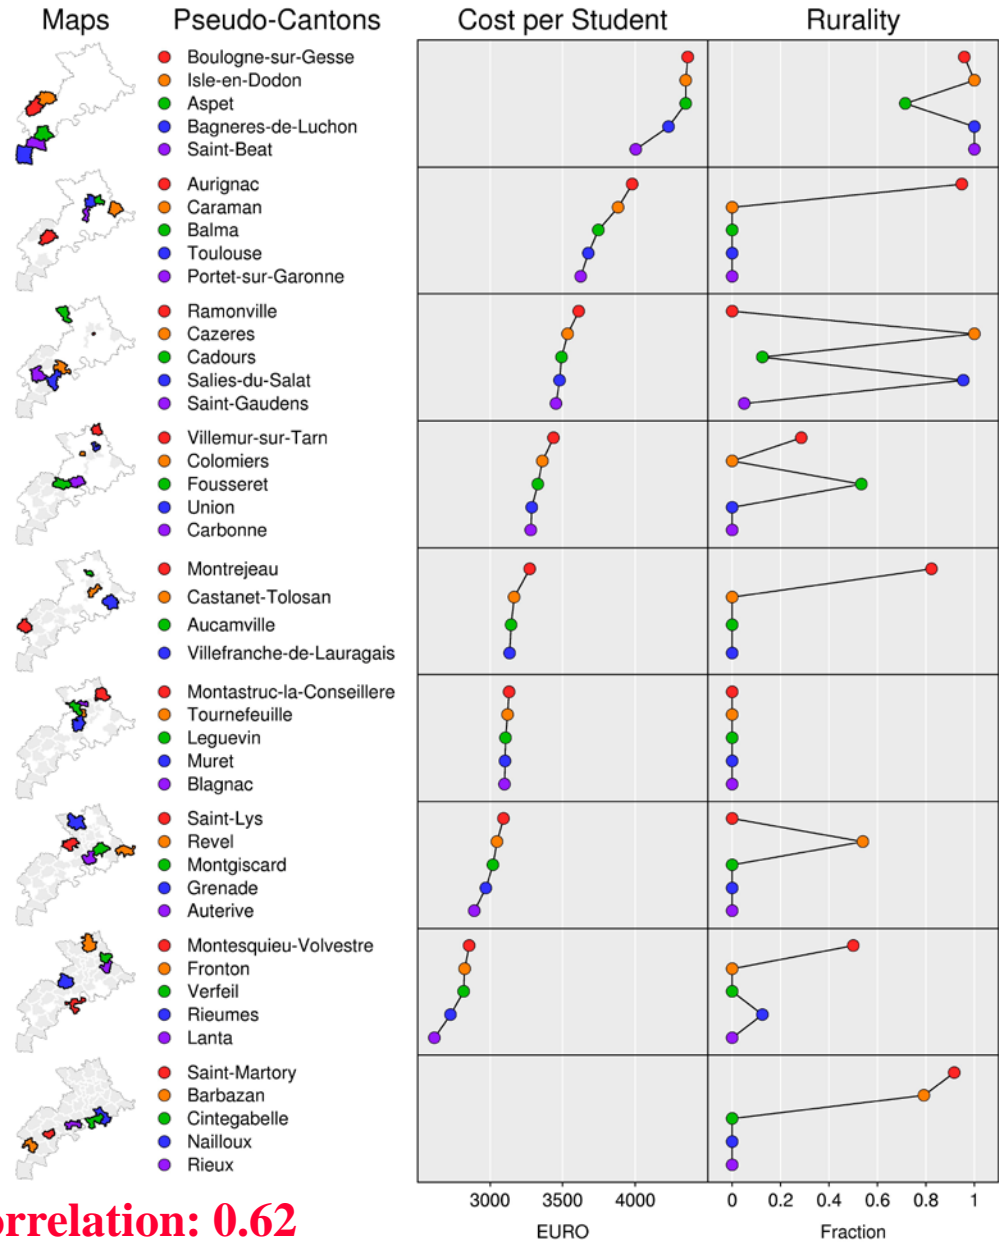 Maps Pseudo-Cantons Cost per Student Rurality
Boulogne-sur-Gesse
Isle-en-Dodon
Aspet
Bagneres-de-Luchon
Saint-Beat
Aurignac
Caraman
Balma
Toulouse
Portet-sur-Garonne
Ramonville
Cazeres
Cadours
Salies-du-Salat
Saint-Gaudens
Villemur-sur-Tarn
Colomiers
Fousseret
Union
Carbonne
Montrejeau
Castanet-Tolosan
Aucamville
Villefranche-de-Lauragais
Montastruc-la-Conseillere
Tournefeuille
Leguevin
Muret
Blagnac
Saint-Lys
Revel
Montgiscard
Grenade
Auterive
Montesquieu-Volvestre
Fronton
Verfeil
Rieumes
Lanta
Saint-Martory
Barbazan
Cintegabelle
Nailloux
Rieux
3000 3500 4000 0 0.2 0.4 0.6 0.8 1
orrelation: 0.62
EURO Fraction